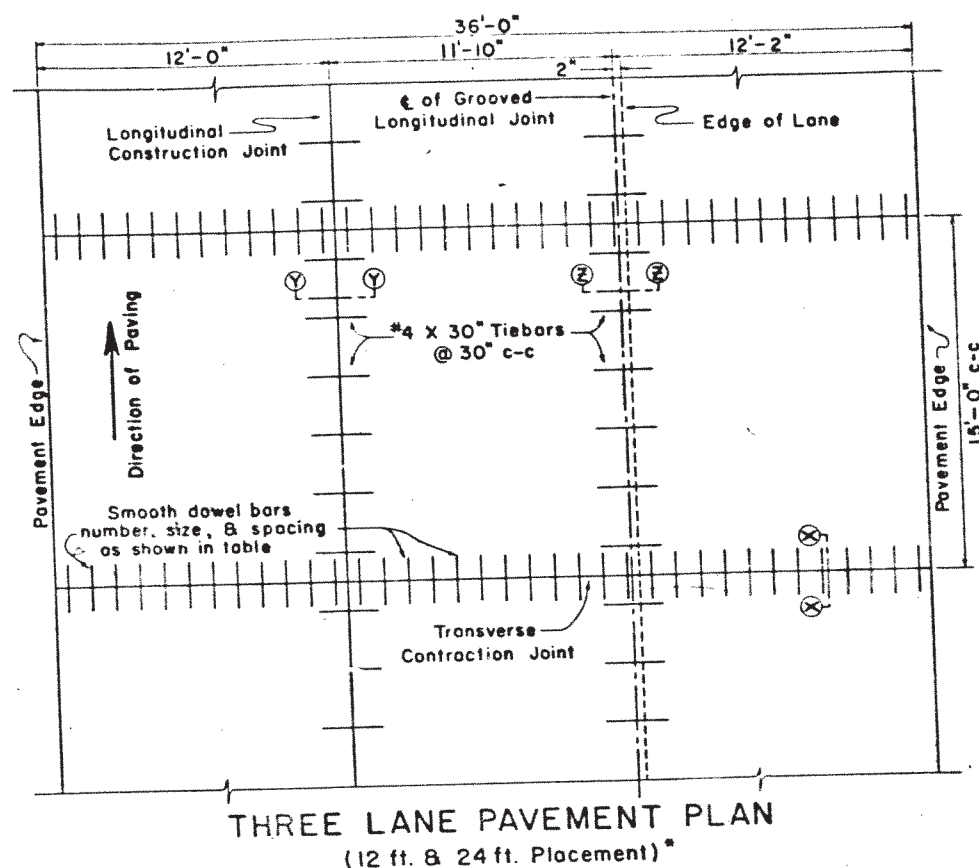 36'-0"
12'-0"
11'-10"
12'-2"
2"
℄ of Grooved
Longitudinal Joint
Longitudinal
Construction Joint
Edge of Lane
Y
Y
Z
Z
#4 X 30" Tiebars
@ 30" c-c
Direction of Paving
Pavement Edge
Pavement Edge
15'-0" c-c
Smooth dowel bars
number, size, & spacing
as shown in table
X
X
Transverse
Contraction Joint
THREE LANE PAVEMENT PLAN
(12 ft. & 24 ft. Placement)*